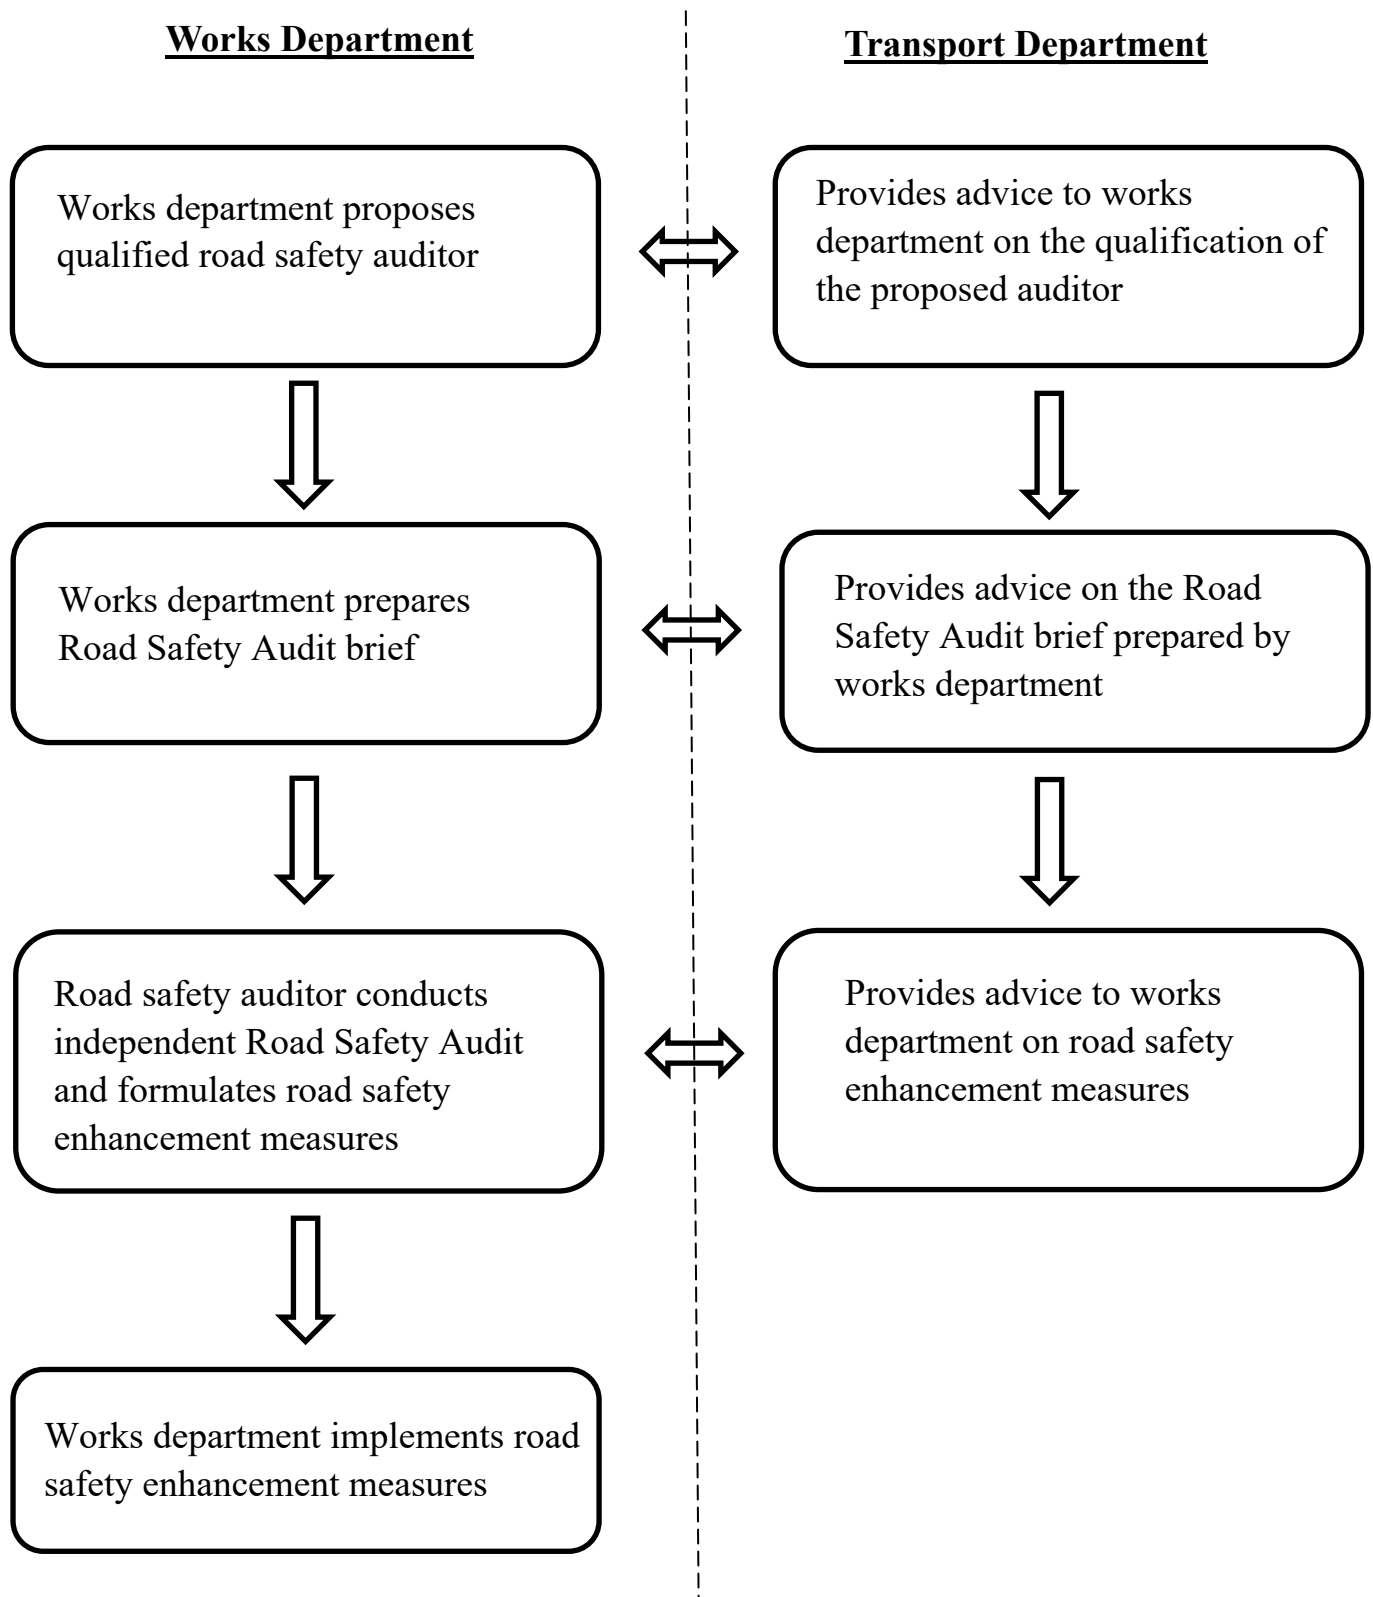 Works Department
Transport Department
Works department proposes
qualified road safety auditor
Provides advice to works
department on the qualification of
the proposed auditor
Works department prepares
Road Safety Audit brief
Provides advice on the Road
Safety Audit brief prepared by
works department
Road safety auditor conducts
independent Road Safety Audit
and formulates road safety
enhancement measures
Provides advice to works
department on road safety
enhancement measures
Works department implements road
safety enhancement measures